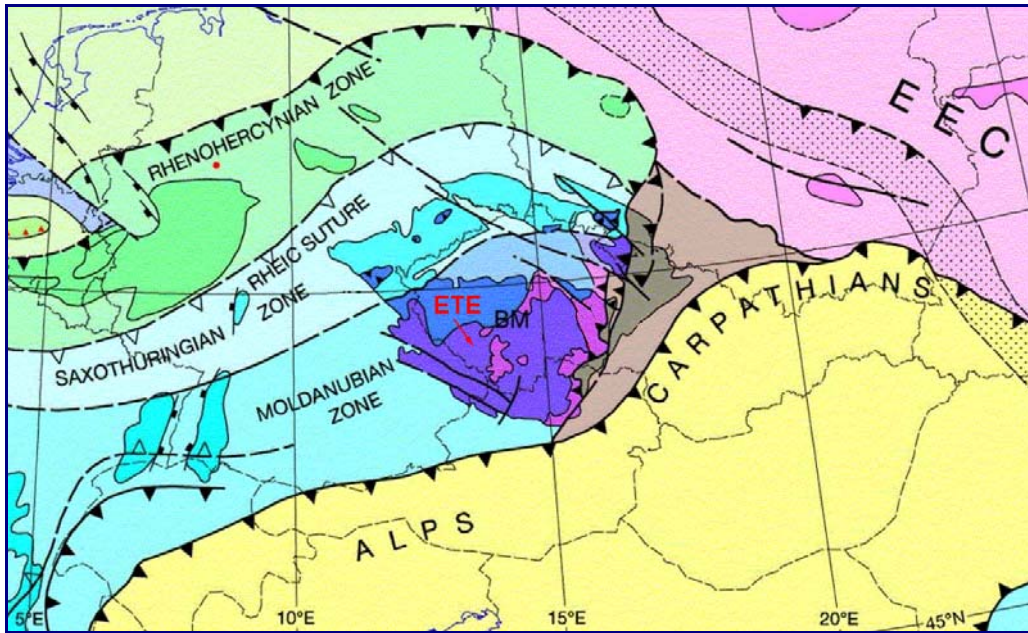 EEC
RHENOHERCYNIAN ZONE
RHEIC SUTURE
SAXOTHURINGIAN
ZONE
ETE
BM
MOLDANUBIAN
ZONE
CARPATHIANS
ALPS
5°E
10°E
15°E
20°E
45°N